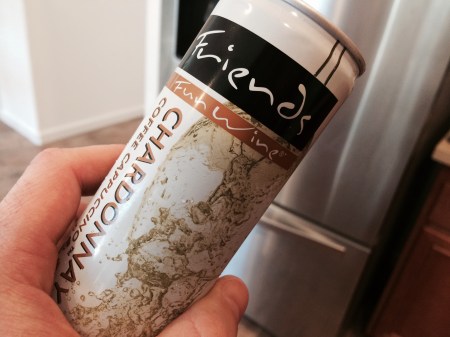 Friends
Fun Wine
CHARDONNAY
COFFEE CAPPUCCINO